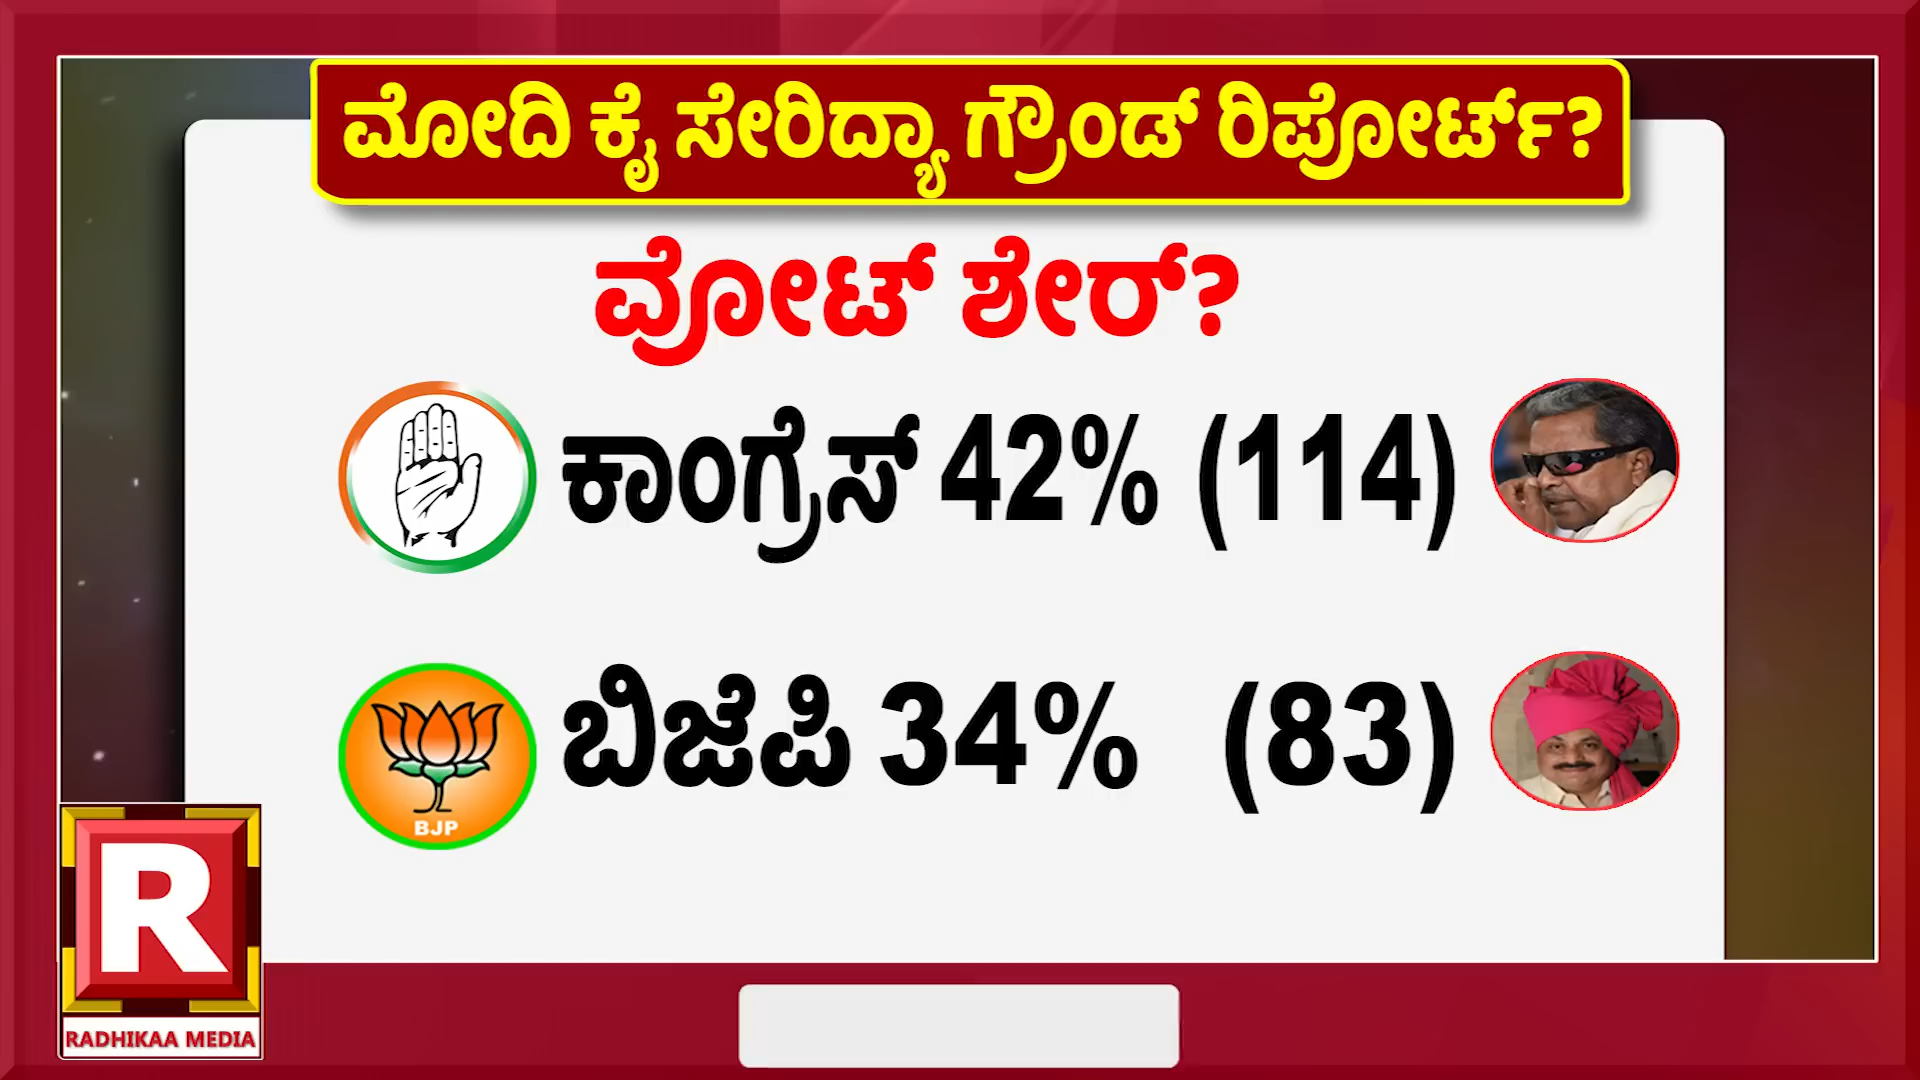 ಮೋದಿ ಕೈ ಸೇರಿದ್ಯಾ ಗ್ರೌಂಡ್ ರಿಪೋರ್ಟ್?
ವೋಟ್ ಶೇರ್?
ಕಾಂಗ್ರೆಸ್ 42% (114)
ಬಿಜೆಪಿ 34% (83)
BJP
R
RADHIKAA MEDIA